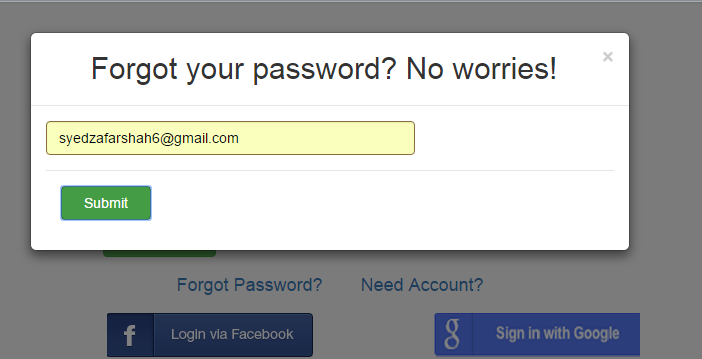 Forgot your password? No worries!
×
syedzafarshah6@gmail.com
Submit
Forgot Password? Need Account?
f Login via Facebook
g Sign in with Google